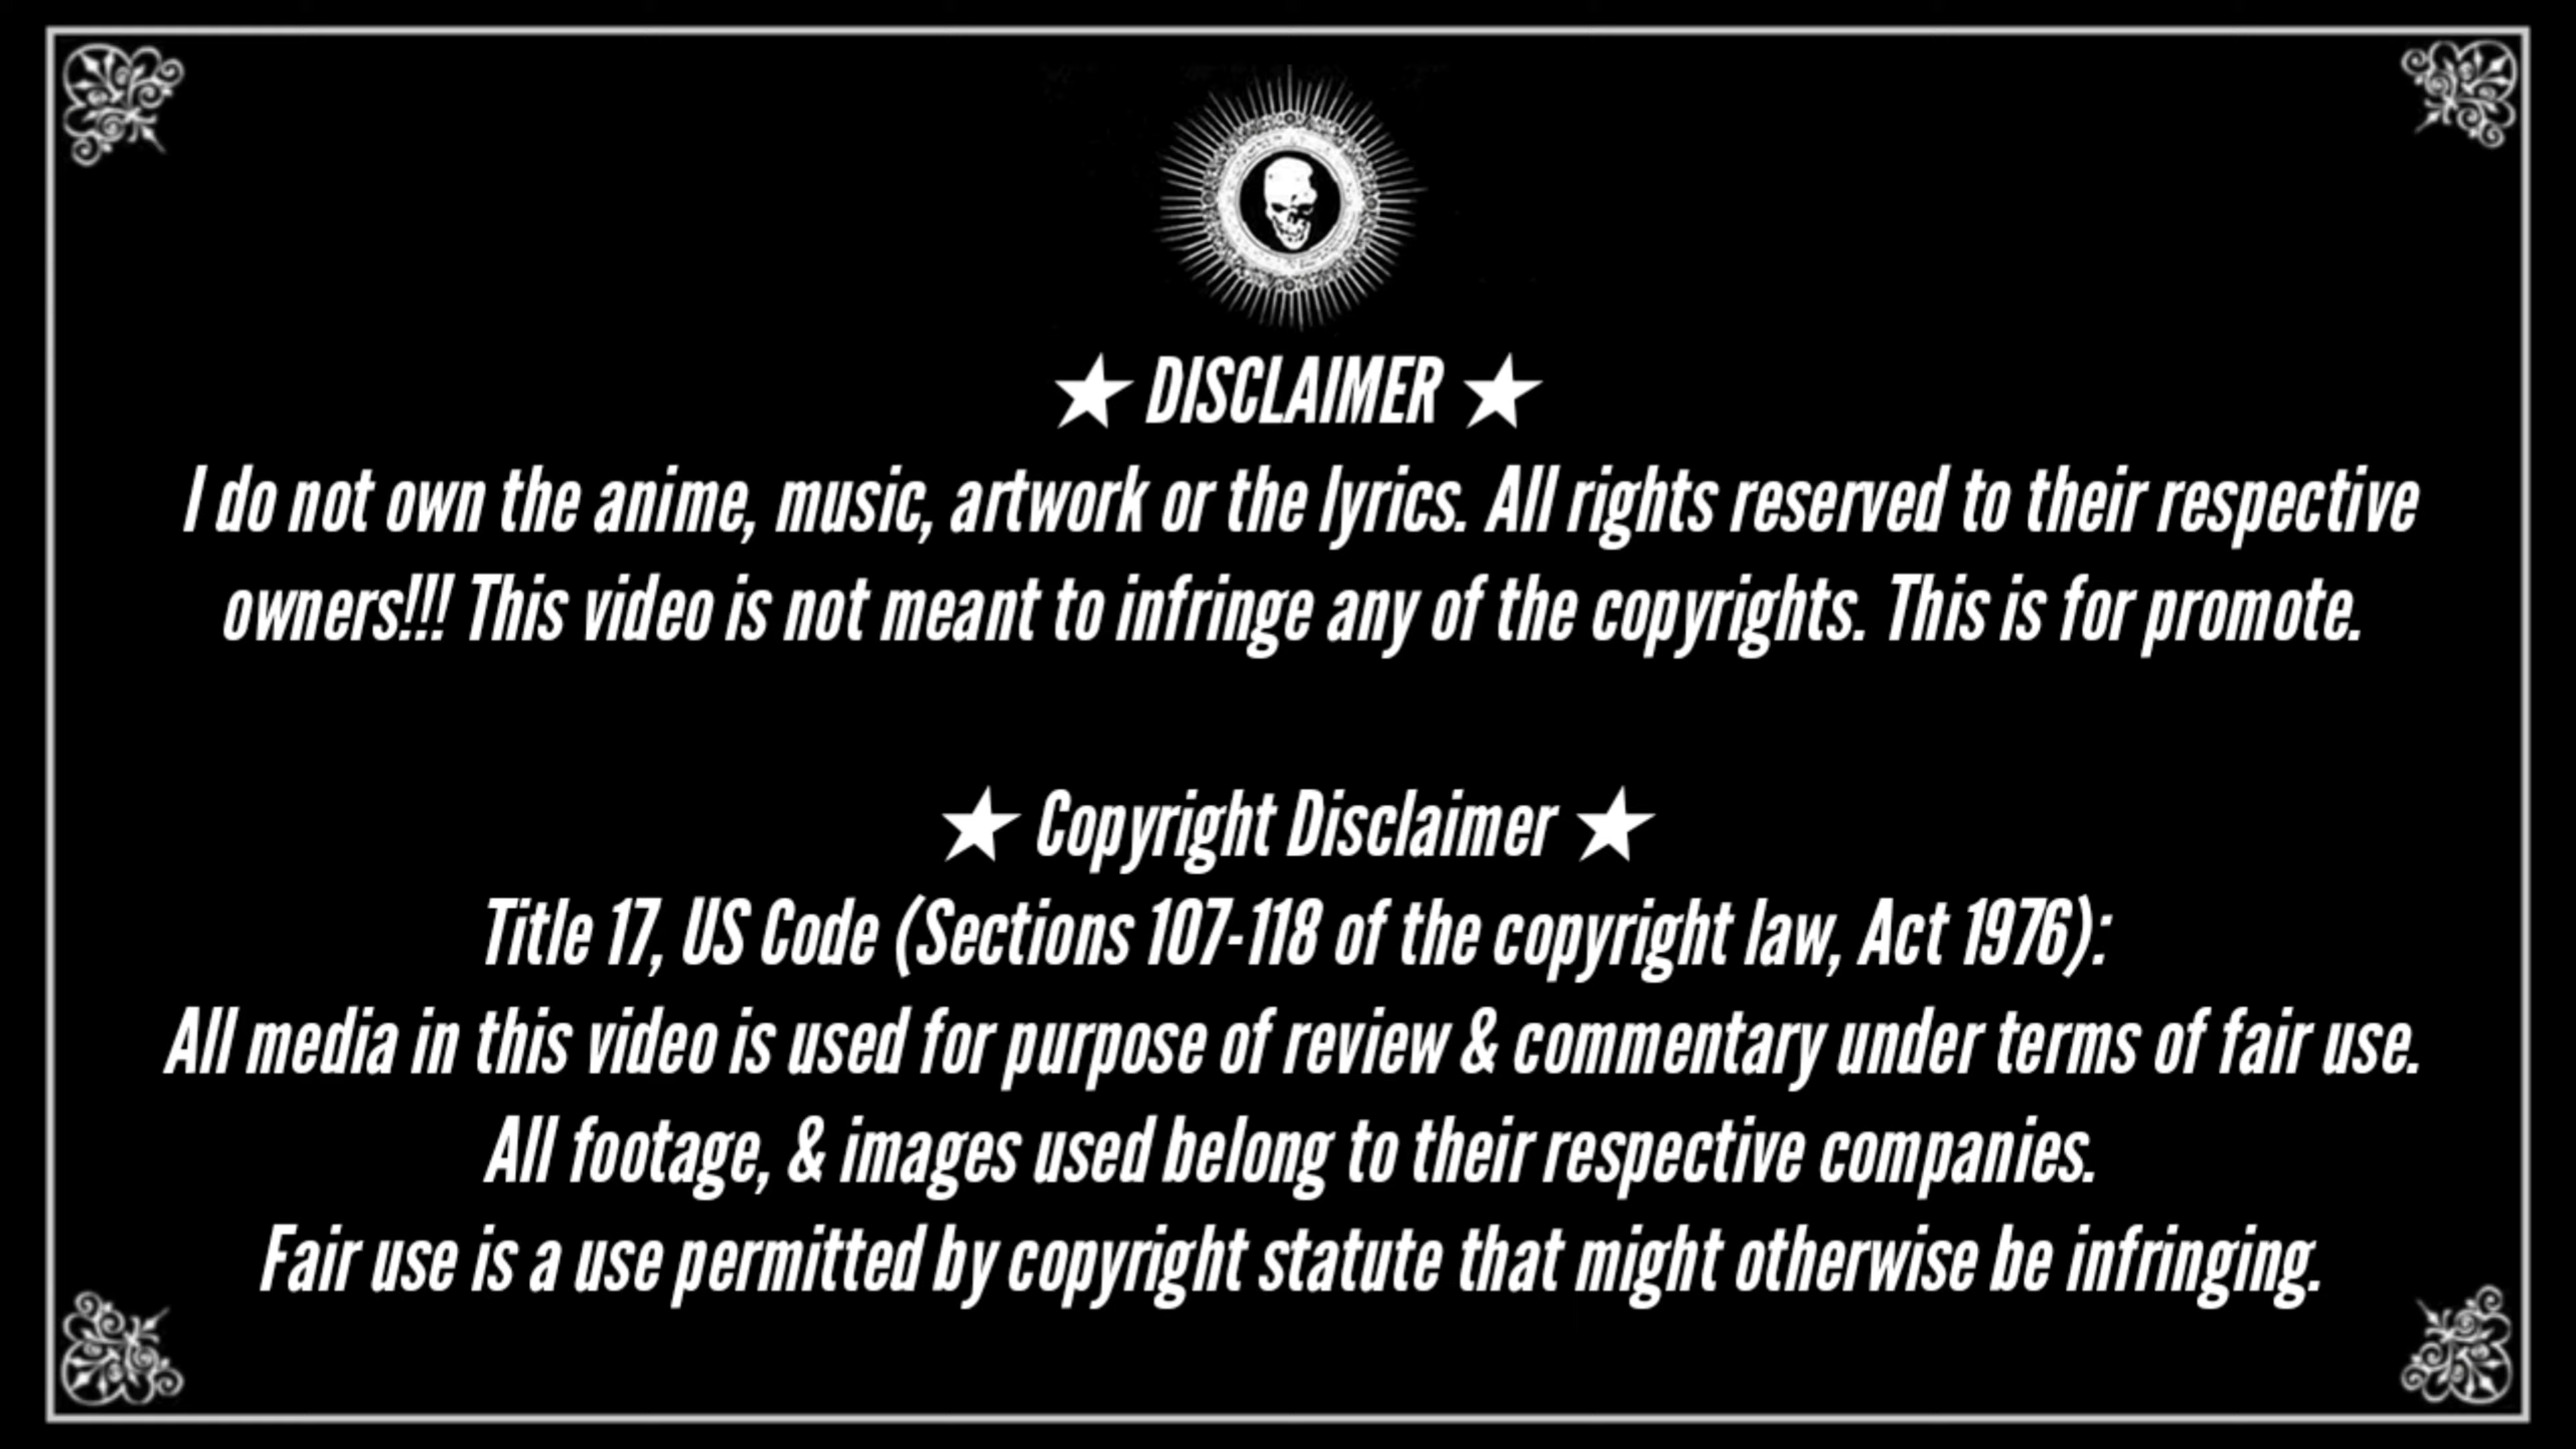 ★ DISCLAIMER ★
I do not own the anime, music, artwork or the lyrics. All rights reserved to their respective
owners!!! This video is not meant to infringe any of the copyrights. This is for promote.
★ Copyright Disclaimer ★
Title 17, US Code (Sections 107-118 of the copyright law, Act 1976):
All media in this video is used for purpose of review & commentary under terms of fair use.
All footage, & images used belong to their respective companies.
Fair use is a use permitted by copyright statute that might otherwise be infringing.